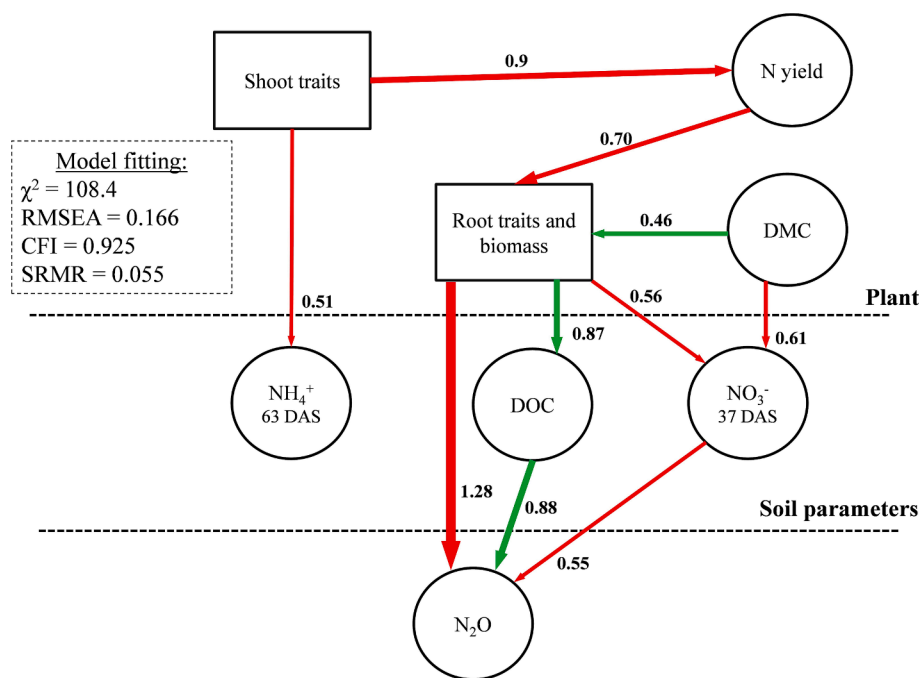 Shoot traits
0.9
N yield
0.70
Model fitting:
χ² = 108.4
RMSEA = 0.166
CFI = 0.925
SRMR = 0.055
Root traits and
biomass
0.46
DMC
0.51
0.56
Plant
0.87
0.61
NH₄⁺
63 DAS
DOC
NO₃⁻
37 DAS
1.28
0.88
Soil parameters
0.55
N₂O